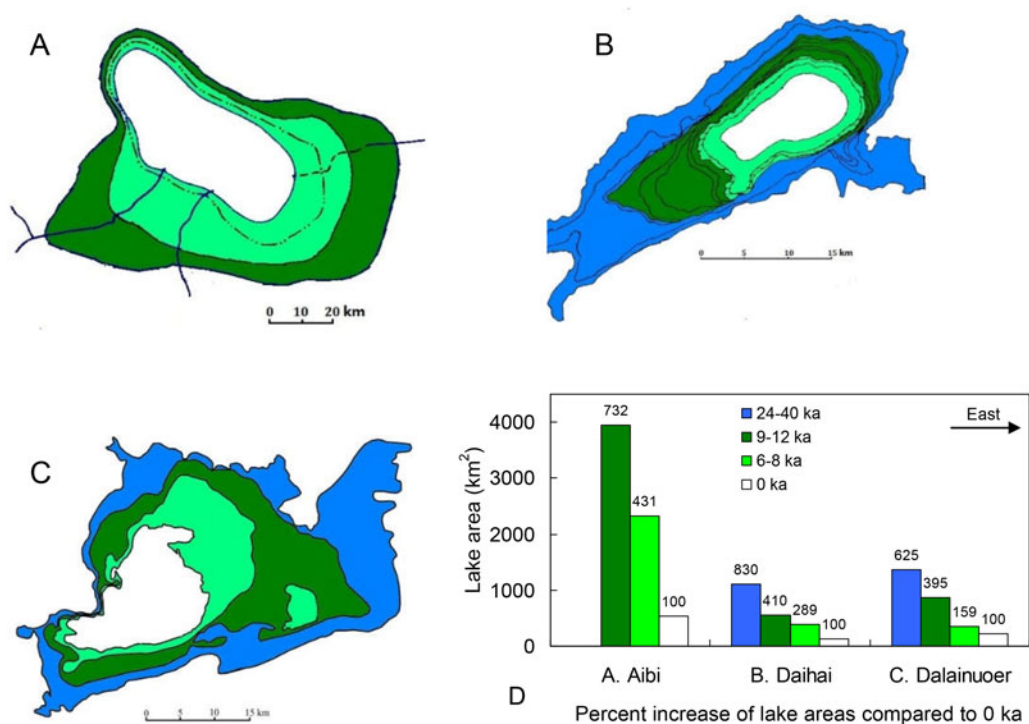 A
0 10 20 km
B
0 5 10 15 km
C
0 5 10 15 km
D
Lake area (km²)
4000
3000
2000
1000
0
24-40 ka
9-12 ka
6-8 ka
0 ka
East
732
431
100
830
410
289
100
625
395
159
100
A. Aibi
B. Daihai
C. Dalainuoer
Percent increase of lake areas compared to 0 ka